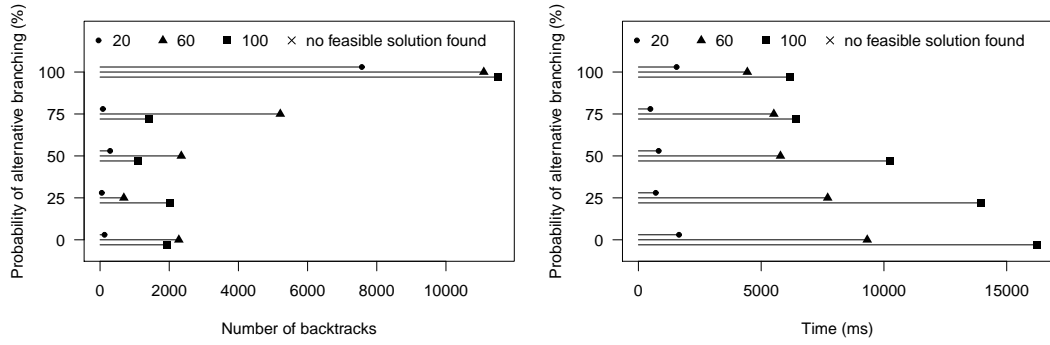 Probability of alternative branching (%)
20 60 100 no feasible solution found
100
75
50
25
0
0 2000 4000 6000 8000 10000
Number of backtracks
Probability of alternative branching (%)
20 60 100 no feasible solution found
100
75
50
25
0
0 5000 10000 15000
Time (ms)